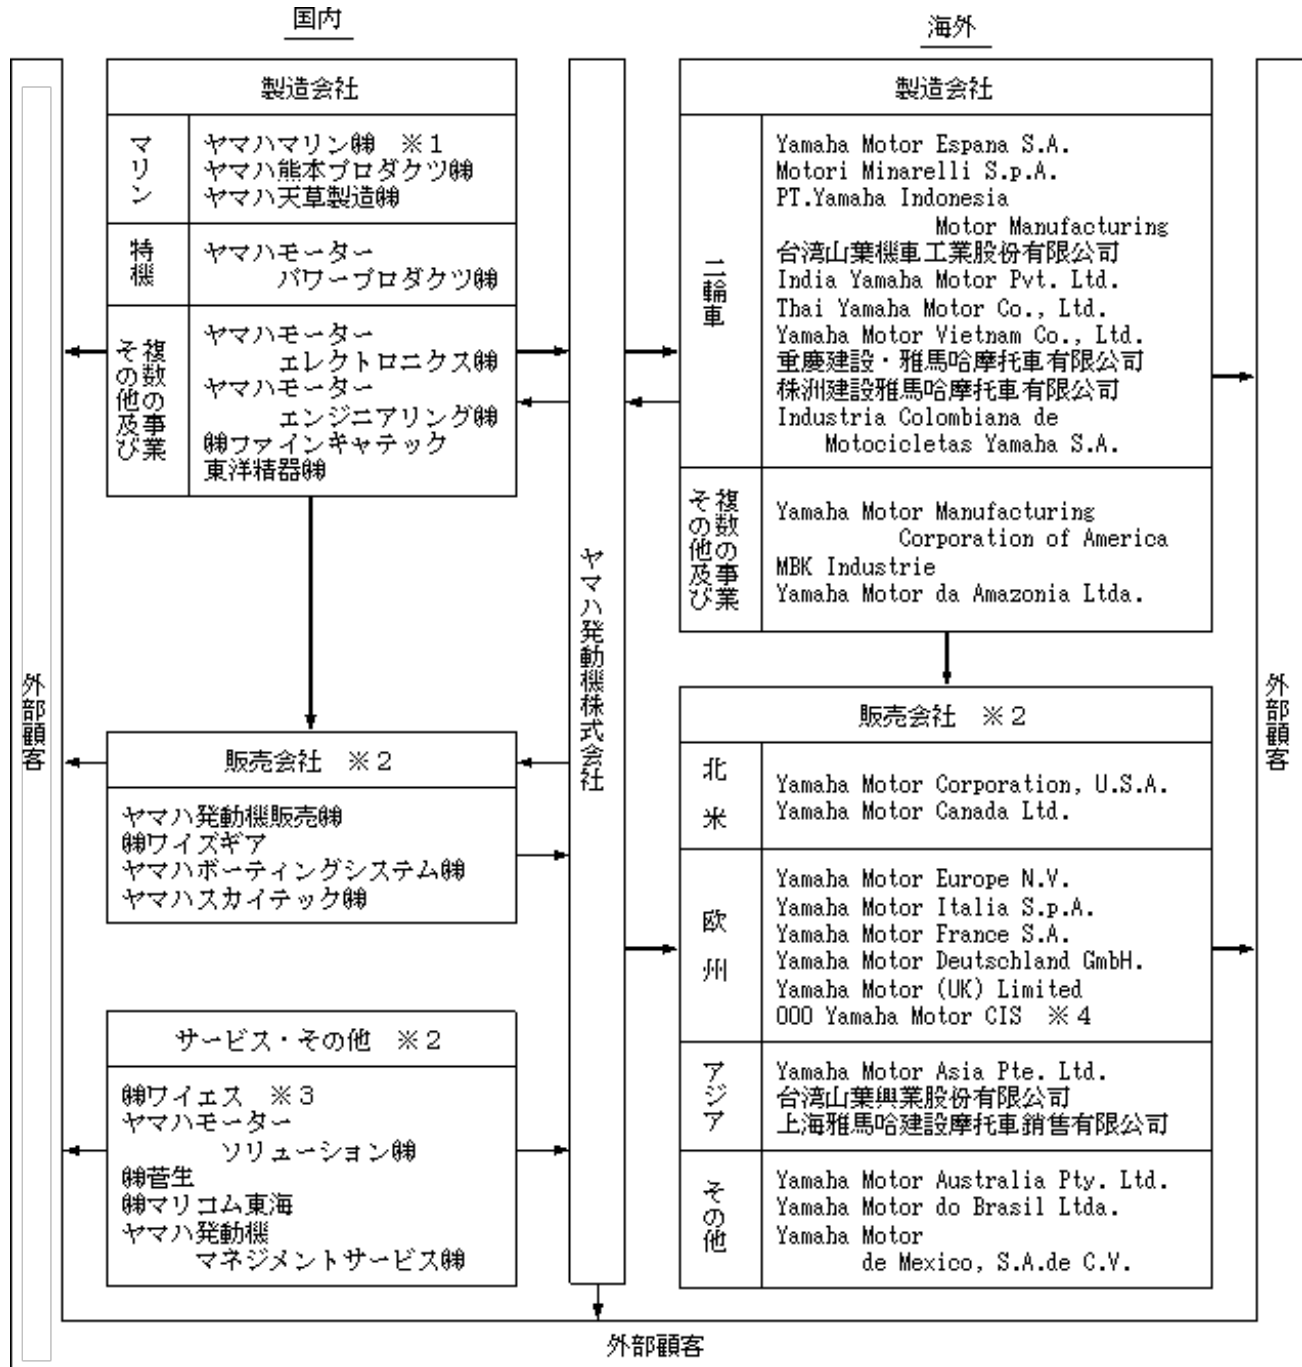 国内
海外
外部顧客
製造会社
マリン
ヤマハマリン㈱ ※1
ヤマハ熊本プロダクツ㈱
ヤマハ天草製造㈱
特機
ヤマハモーター
パワープロダクツ㈱
複数の事業
その他及び
ヤマハモーター
エレクトロニクス㈱
ヤマハモーター
エンジニアリング㈱
㈱ファインキャテック
東洋精器㈱
販売会社 ※2
ヤマハ発動機販売㈱
㈱ワイズギア
ヤマハボーティングシステム㈱
ヤマハスカイテック㈱
サービス・その他 ※2
㈱ワイエス ※3
ヤマハモーター
ソリューション㈱
㈱菅生
㈱マリコム東海
ヤマハ発動機
マネジメントサービス㈱
ヤマハ発動機株式会社
製造会社
二輪車
Yamaha Motor Espana S.A.
Motori Minarelli S.p.A.
PT.Yamaha Indonesia
Motor Manufacturing
台湾山葉機車工業股份有限公司
India Yamaha Motor Pvt. Ltd.
Thai Yamaha Motor Co., Ltd.
Yamaha Motor Vietnam Co., Ltd.
重慶建設・雅馬哈摩托車有限公司
株洲建設雅馬哈摩托車有限公司
Industria Colombiana de
Motocicletas Yamaha S.A.
複数の事業
その他及び
Yamaha Motor Manufacturing
Corporation of America
MBK Industrie
Yamaha Motor da Amazonia Ltda.
販売会社 ※2
北米
Yamaha Motor Corporation, U.S.A.
Yamaha Motor Canada Ltd.
欧州
Yamaha Motor Europe N.V.
Yamaha Motor Italia S.p.A.
Yamaha Motor France S.A.
Yamaha Motor Deutschland GmbH.
Yamaha Motor (UK) Limited
OOO Yamaha Motor CIS ※4
アジア
Yamaha Motor Asia Pte. Ltd.
台湾山葉興業股份有限公司
上海雅馬哈建設摩托車銷售有限公司
その他
Yamaha Motor Australia Pty. Ltd.
Yamaha Motor do Brasil Ltda.
Yamaha Motor
de Mexico, S.A.de C.V.
外部顧客
外部顧客